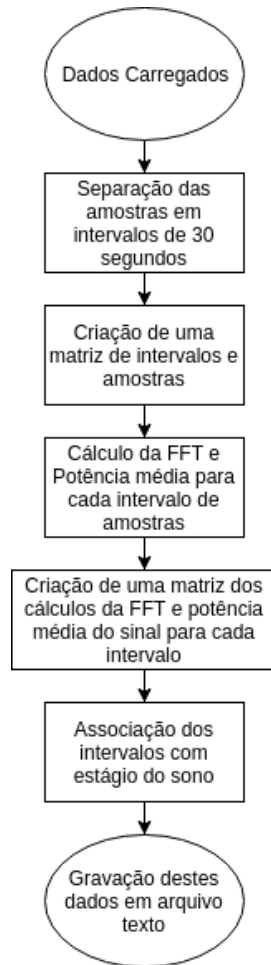 Dados Carregados
Separação das
amostras em
intervalos de 30
segundos
Criação de uma
matriz de intervalos e
amostras
Cálculo da FFT e
Potência média para
cada intervalo de
amostras
Criação de uma matriz dos
cálculos da FFT e potência
média do sinal para cada
intervalo
Associação dos
intervalos com
estágio do sono
Gravação destes
dados em arquivo
texto